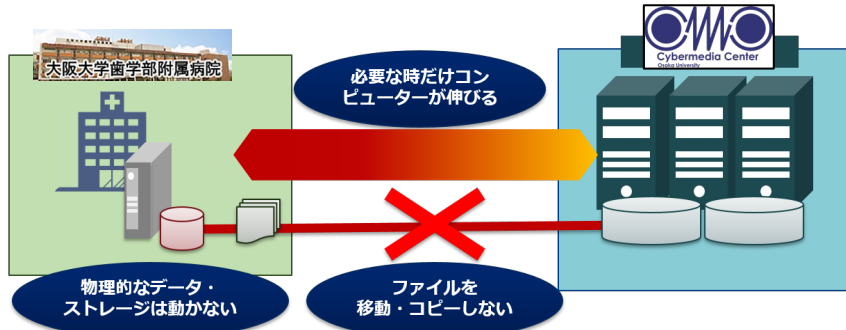 大阪大学歯学部附属病院
Cybermedia Center
Osaka University
必要な時だけコン
ピューターが伸びる
物理的なデータ・
ストレージは動かない
ファイルを
移動・コピーしない